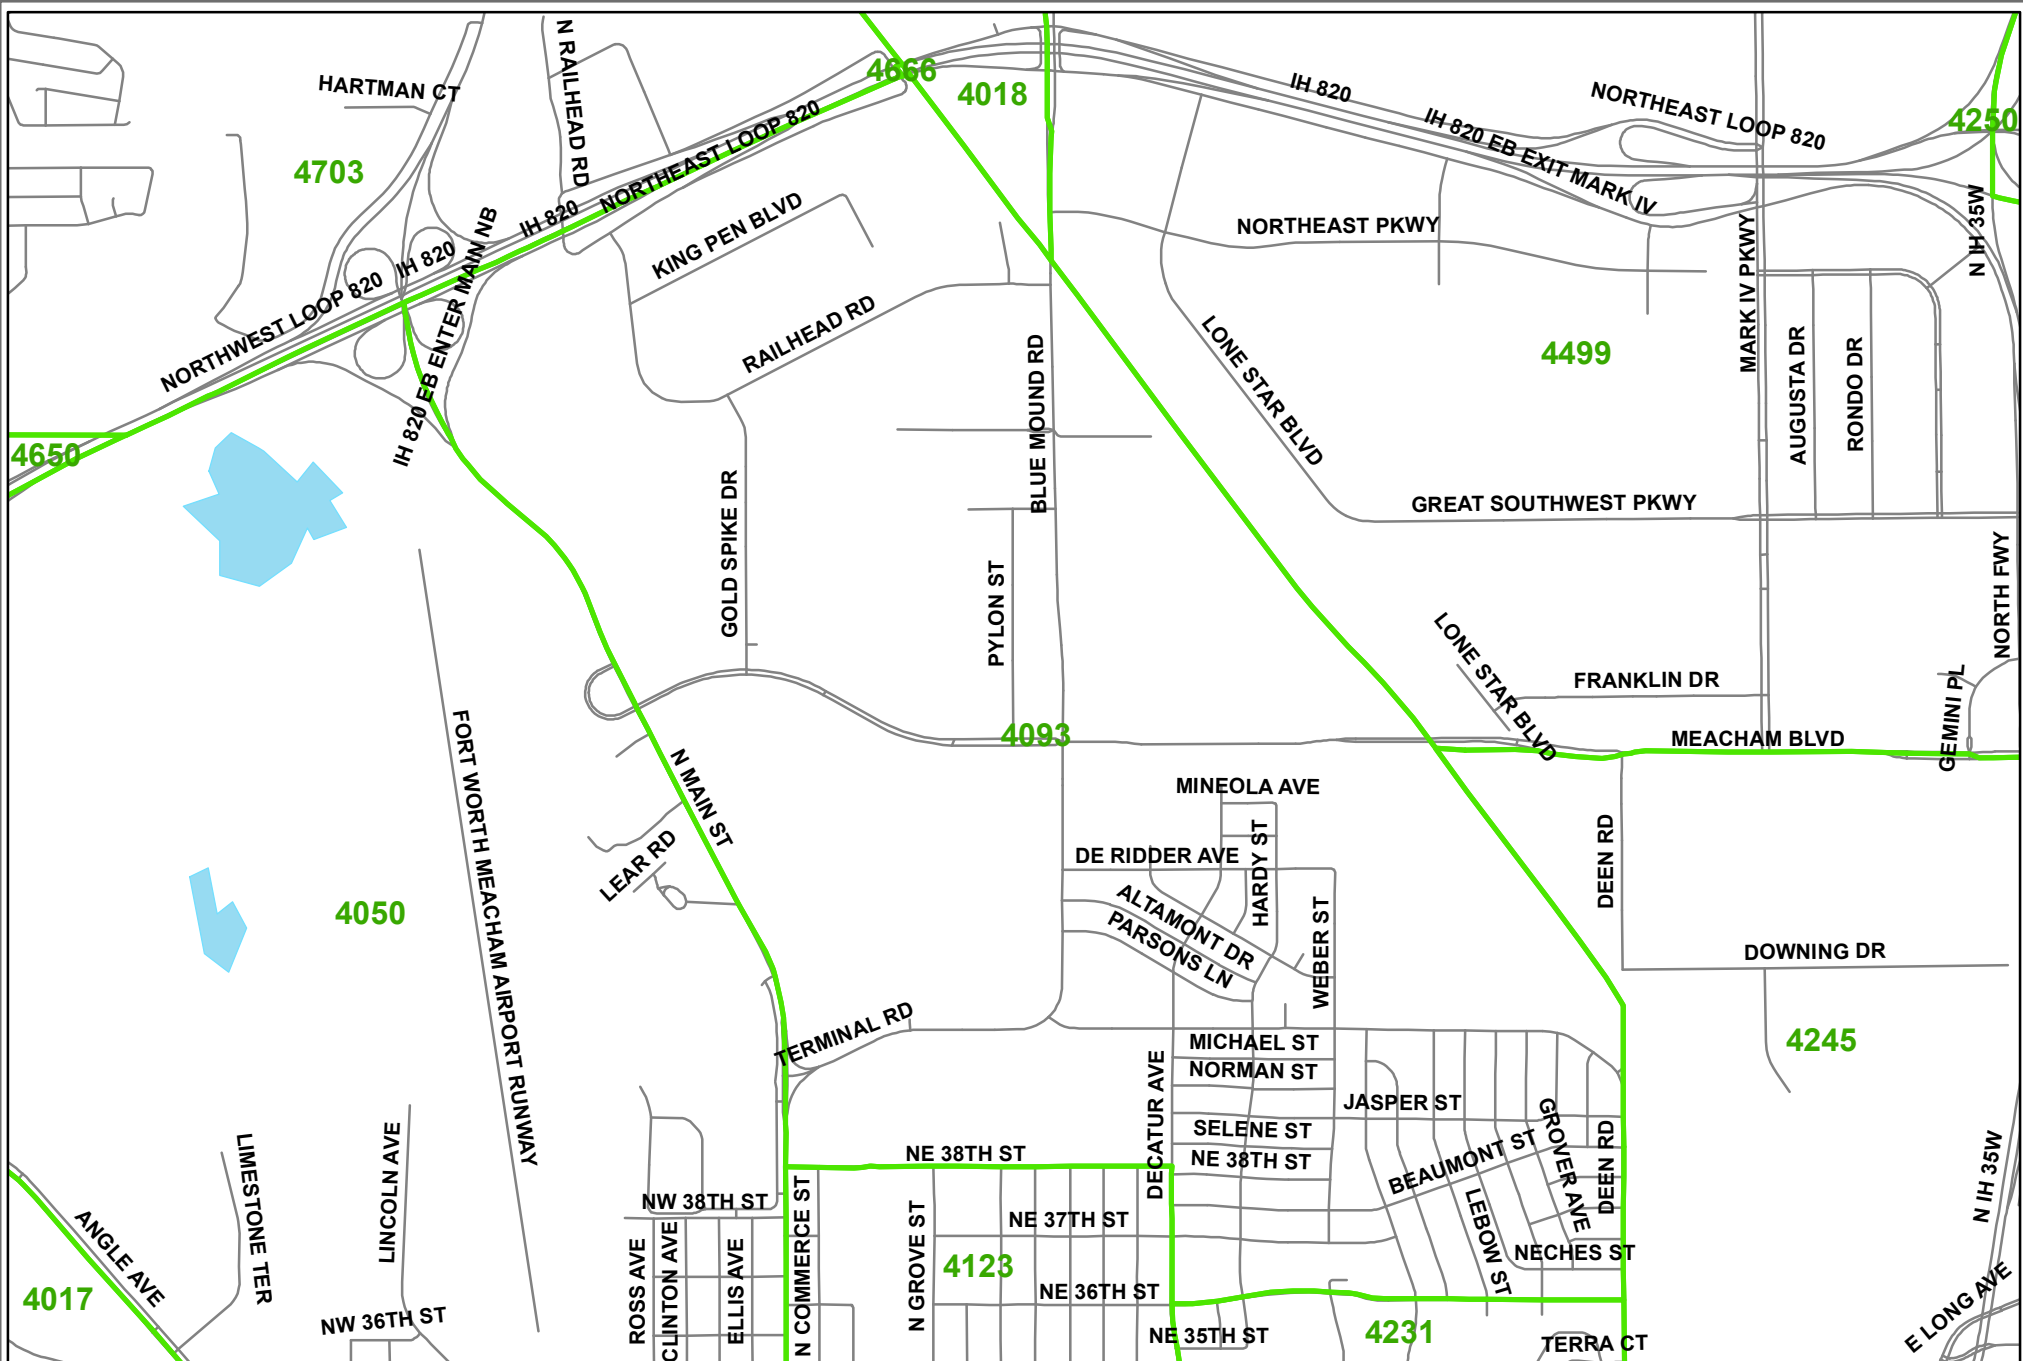 N RAILHEAD RD
HARTMAN CT
4666
4018
IH 820
NORTHEAST LOOP 820
4250
NORTHEAST LOOP 820
IH 820 EB EXIT MARK IV
4703
IH 820
KING PEN BLVD
NORTHEAST PKWY
N IH 35W
IH 820
NORTHWEST LOOP 820
IH 820 EB ENTER MAIN NB
MARK IV PKWY
RAILHEAD RD
LONE STAR BLVD
4499
BLUE MOUND RD
AUGUSTA DR
RONDO DR
4650
GREAT SOUTHWEST PKWY
GOLD SPIKE DR
PYLON ST
NORTH FWY
LONE STAR BLVD
FRANKLIN DR
GEMINI PL
4093
MEACHAM BLVD
FORT WORTH MEACHAM AIRPORT RUNWAY
N MAIN ST
MINEOLA AVE
LEAR RD
DE RIDDER AVE
HARDY ST
DEEN RD
4050
ALTAMONT DR
PARSONS LN
WEBER ST
DOWNING DR
TERMINAL RD
MICHAEL ST
4245
NORMAN ST
DECATUR AVE
JASPER ST
GROVER AVE
SELENE ST
NE 38TH ST
NE 38TH ST
BEAUMONT ST
DEEN RD
LIMESTONE TER
LINCOLN AVE
N IH 35W
NW 38TH ST
N COMMERCE ST
N GROVE ST
NE 37TH ST
LEBOW ST
NECHES ST
ANGLE AVE
4123
ROSS AVE
CLINTON AVE
ELLIS AVE
NE 36TH ST
4017
NW 36TH ST
NE 35TH ST
4231
TERRA CT
E LONG AVE